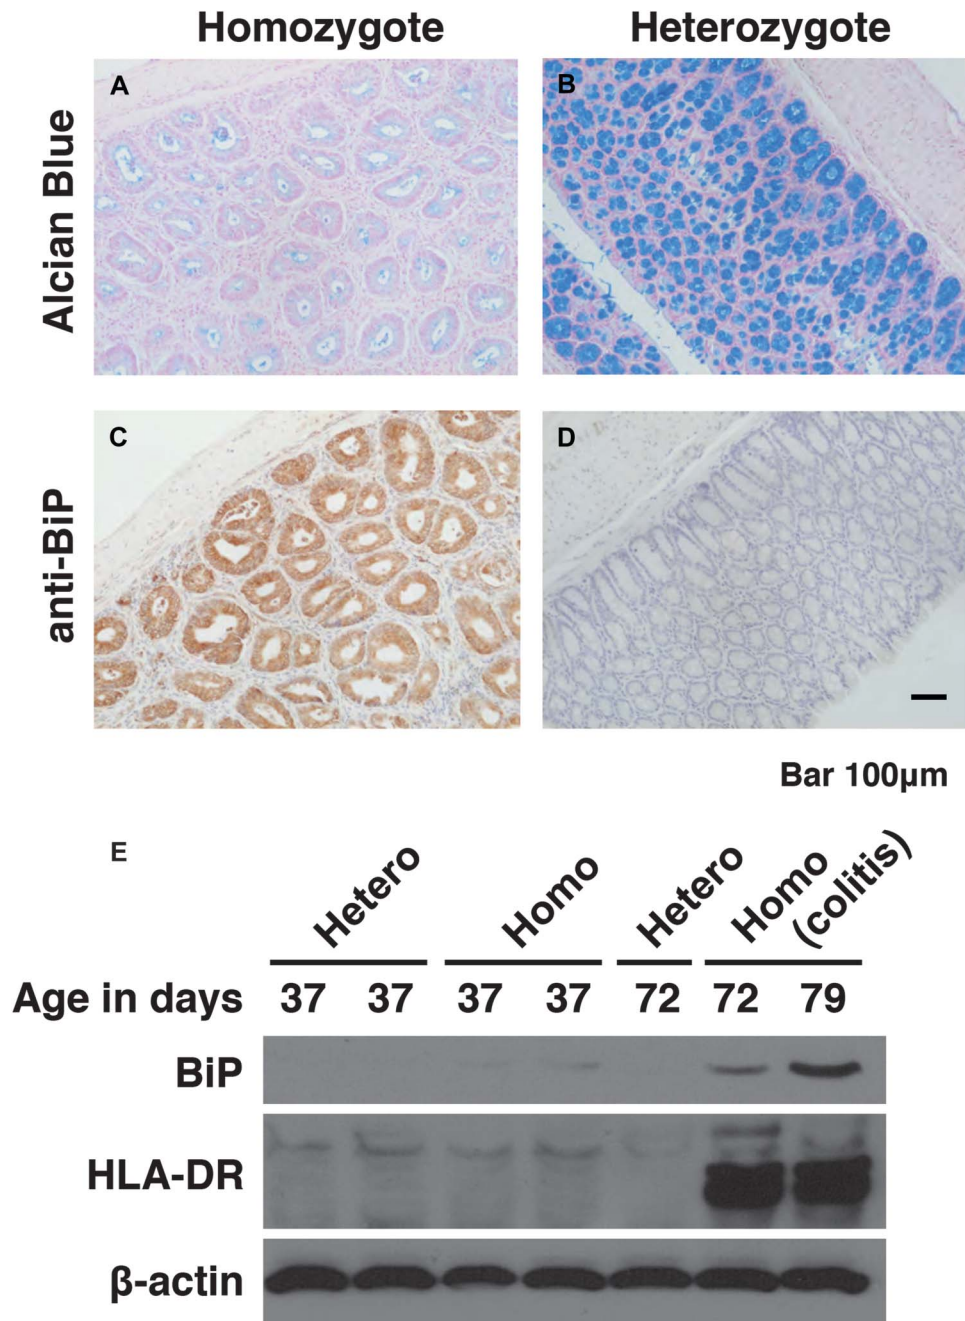 Homozygote Heterozygote
Alcian Blue
A B
anti-BiP
C D
Bar 100μm
E
Hetero Homo Hetero Homo (colitis)
Age in days 37 37 37 37 72 72 79
BiP
HLA-DR
β-actin